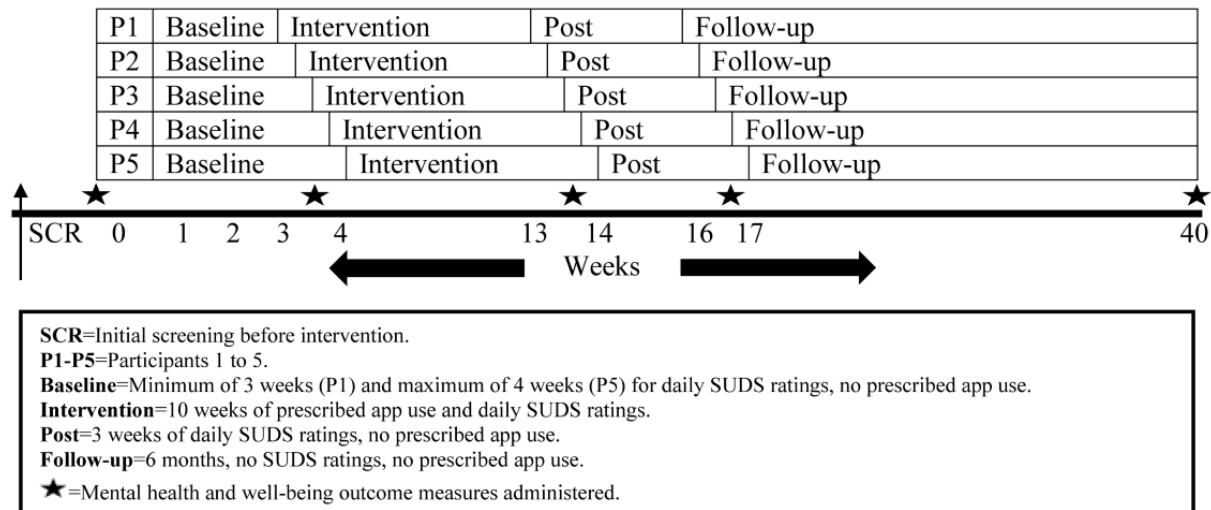 P1 Baseline Intervention Post Follow-up
P2 Baseline Intervention Post Follow-up
P3 Baseline Intervention Post Follow-up
P4 Baseline Intervention Post Follow-up
P5 Baseline Intervention Post Follow-up
SCR 0 1 2 3 4 13 14 16 17 40
Weeks
SCR=Initial screening before intervention.
P1-P5=Participants 1 to 5.
Baseline=Minimum of 3 weeks (P1) and maximum of 4 weeks (P5) for daily SUDS ratings, no prescribed app use.
Intervention=10 weeks of prescribed app use and daily SUDS ratings.
Post=3 weeks of daily SUDS ratings, no prescribed app use.
Follow-up=6 months, no SUDS ratings, no prescribed app use.
★=Mental health and well-being outcome measures administered.